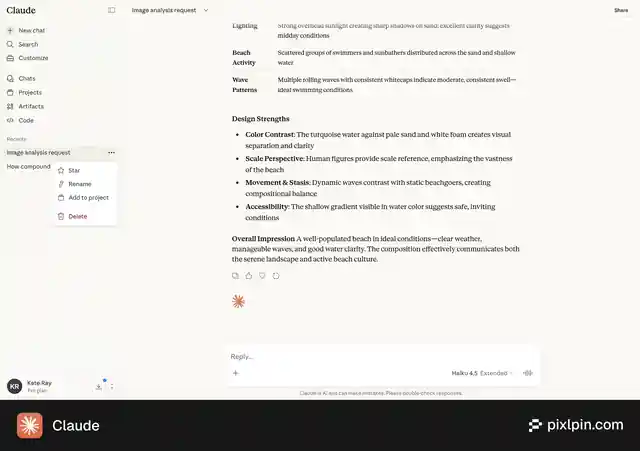 Claude
Image analysis request
Share
New chat
Search
Customize
Chats
Projects
Artifacts
Code
Recents
Image analysis request
How compound
Star
Rename
Add to project
Delete
Lighting Strong overhead sunlight creating sharp shadows on sand; excellent clarity suggests
midday conditions
Beach Activity Scattered groups of swimmers and sunbathers distributed across the sand and shallow
water
Wave Patterns Multiple rolling waves with consistent whitecaps indicate moderate, consistent swell—
ideal swimming conditions
Design Strengths
• Color Contrast: The turquoise water against pale sand and white foam creates visual
separation and clarity
• Scale Perspective: Human figures provide scale reference, emphasizing the vastness
of the beach
• Movement & Stasis: Dynamic waves contrast with static beachgoers, creating
compositional balance
• Accessibility: The shallow gradient visible in water color suggests safe, inviting
conditions
Overall Impression A well-populated beach in ideal conditions—clear weather,
manageable waves, and good water clarity. The composition effectively communicates both
the serene landscape and active beach culture.
Reply...
Haiku 4.5 Extended
Claude is AI and can make mistakes. Please double-check responses.
KR
Kate Ray
Pro plan
Claude
pixlpin.com